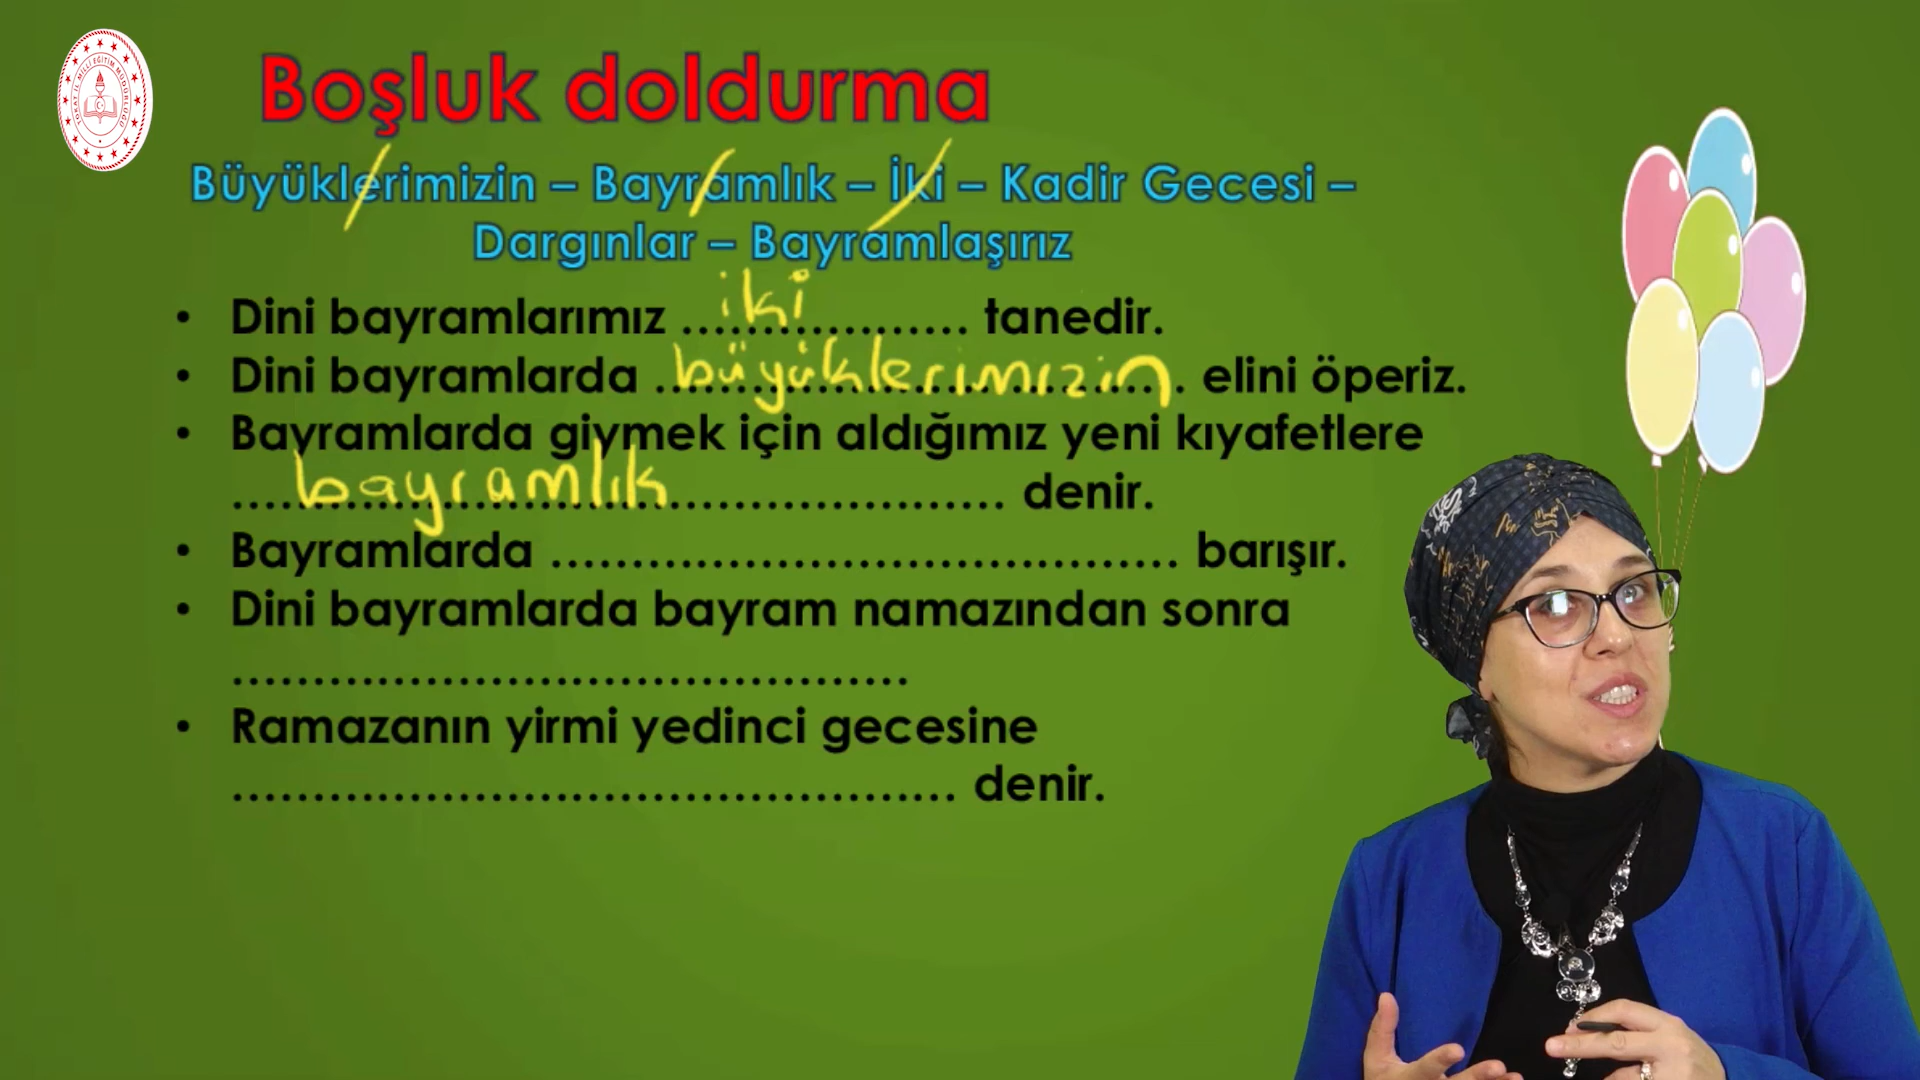 Boşluk doldurma
Büyüklerimizin – Bayramlık – İki – Kadir Gecesi –
Dargınlar – Bayramlaşırız
• Dini bayramlarımız ..... iki ..... tanedir.
• Dini bayramlarda ..... büyüklerimizin ..... elini öperiz.
• Bayramlarda giymek için aldığımız yeni kıyafetlere
..... bayramlık ..... denir.
• Bayramlarda ....................................... barışır.
• Dini bayramlarda bayram namazından sonra
..........................................
• Ramazanın yirmi yedinci gecesine
............................................. denir.